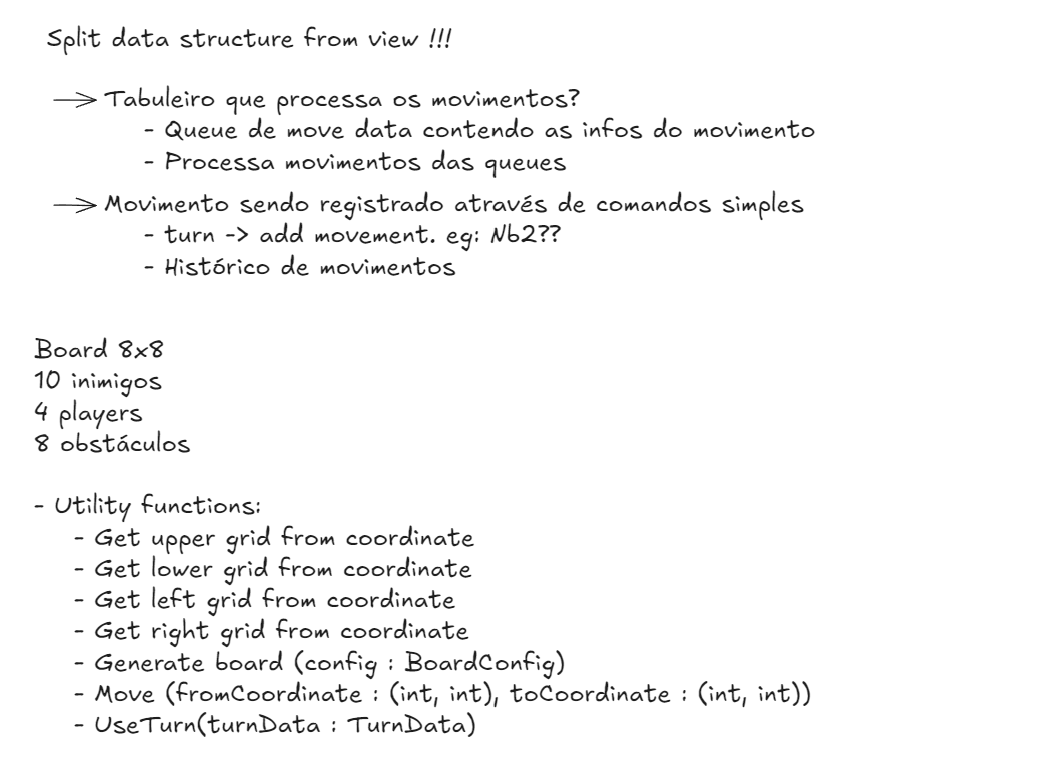 Split data structure from view !!!
→ Tabuleiro que processa os movimentos?
- Queue de move data contendo as infos do movimento
- Processa movimentos das queues
→ Movimento sendo registrado através de comandos simples
- turn -> add movement. eg: Nb2??
- Histórico de movimentos
Board 8x8
10 inimigos
4 players
8 obstáculos
- Utility functions:
- Get upper grid from coordinate
- Get lower grid from coordinate
- Get left grid from coordinate
- Get right grid from coordinate
- Generate board (config : BoardConfig)
- Move (fromCoordinate : (int, int), toCoordinate : (int, int))
- UseTurn(turnData : TurnData)